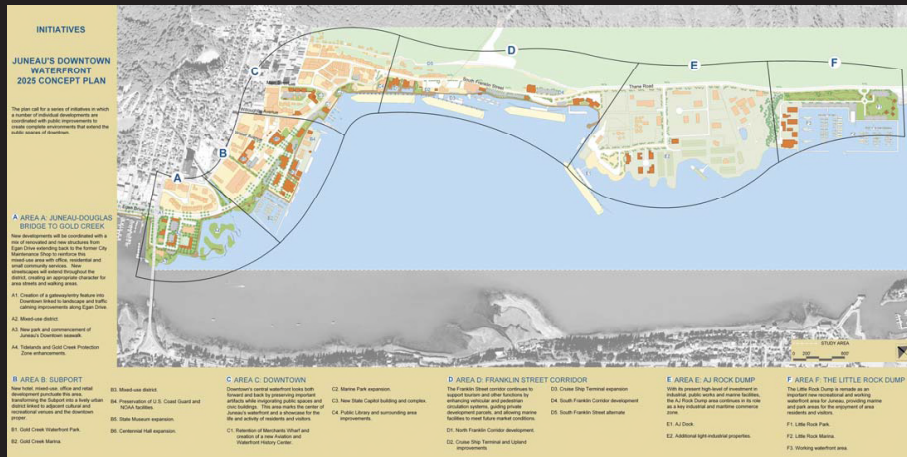 INITIATIVES
JUNEAU'S DOWNTOWN
WATERFRONT
2025 CONCEPT PLAN
The plan call for a series of initiatives in which
a number of individual developments are
coordinated with public improvements to
create complete environments that extend the
public spaces of downtown.
A AREA A: JUNEAU-DOUGLAS
BRIDGE TO GOLD CREEK
New developments will be coordinated with a
mix of renovated and new structures from
Egan Drive extending back to the former City
Maintenance Shop to reinforce this
mixed-use area with office, residential and
small community services. New
streetscapes will extend throughout the
district, creating an appropriate character for
area streets and walking areas.
A1. Creation of a gateway/entry feature into
Downtown linked to landscape and traffic
calming improvements along Egan Drive.
A2. Mixed-use district.
A3. New park and commencement of
Juneau's Downtown seawalk.
A4. Tidelands and Gold Creek Protection
Zone enhancements.
A
B
C
D
E
F
Egan Drive
South Franklin Street
Thane Road
STUDY AREA
B AREA B: SUBPORT
New hotel, mixed-use, office and retail
development punctuate this area,
transforming the Subport into a lively urban
district linked to adjacent cultural and
recreational venues and the downtown
proper.
B1. Gold Creek Waterfront Park.
B2. Gold Creek Marina.
B3. Mixed-use district.
B4. Preservation of U.S. Coast Guard and
NOAA facilities.
B5. State Museum expansion.
B6. Centennial Hall expansion.
C AREA C: DOWNTOWN
Downtown's central waterfront looks both
forward and back by preserving important
artifacts while invigorating public spaces and
civic buildings. This area marks the center of
Juneau's waterfront and a showcase for the
life and activity of residents and visitors.
C1. Retention of Merchants Wharf and
creation of a new Aviation and
Waterfront History Center.
C2. Marine Park expansion.
C3. New State Capitol building and complex.
C4. Public Library and surrounding area
improvements.
D AREA D: FRANKLIN STREET CORRIDOR
The Franklin Street corridor continues to
support tourism and other functions by
enhancing vehicular and pedestrian
circulation systems, guiding private
development parcels, and allowing marine
facilities to meet future market conditions.
D1. North Franklin Corridor development.
D2. Cruise Ship Terminal and Upland
improvements.
D3. Cruise Ship Terminal expansion
D4. South Franklin Corridor development
D5. South Franklin Street alternate
E AREA E: AJ ROCK DUMP
With its present high-level of investment in
industrial, public works and marine facilities,
the AJ Rock Dump area continues in its role
as a key industrial and maritime commerce
zone.
E1. AJ Dock.
E2. Additional light-industrial properties.
F AREA F: THE LITTLE ROCK DUMP
The Little Rock Dump is remade as an
important new recreational and working
waterfront area for Juneau, providing marine
and park areas for the enjoyment of area
residents and visitors.
F1. Little Rock Park.
F2. Little Rock Marina.
F3. Working waterfront area.